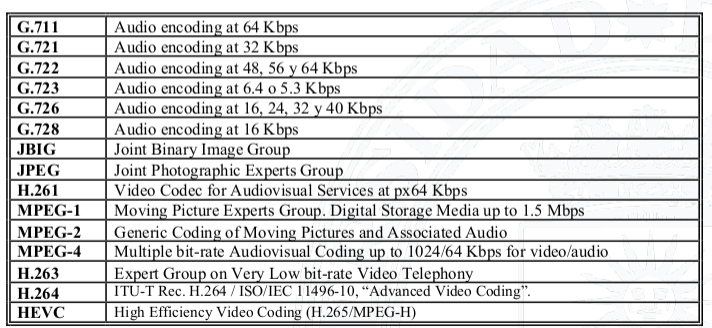 G.711 Audio encoding at 64 Kbps
G.721 Audio encoding at 32 Kbps
G.722 Audio encoding at 48, 56 y 64 Kbps
G.723 Audio encoding at 6.4 o 5.3 Kbps
G.726 Audio encoding at 16, 24, 32 y 40 Kbps
G.728 Audio encoding at 16 Kbps
JBIG Joint Binary Image Group
JPEG Joint Photographic Experts Group
H.261 Video Codec for Audiovisual Services at px64 Kbps
MPEG-1 Moving Picture Experts Group. Digital Storage Media up to 1.5 Mbps
MPEG-2 Generic Coding of Moving Pictures and Associated Audio
MPEG-4 Multiple bit-rate Audiovisual Coding up to 1024/64 Kbps for video/audio
H.263 Expert Group on Very Low bit-rate Video Telephony
H.264 ITU-T Rec. H.264 / ISO/IEC 11496-10, “Advanced Video Coding”.
HEVC High Efficiency Video Coding (H.265/MPEG-H)